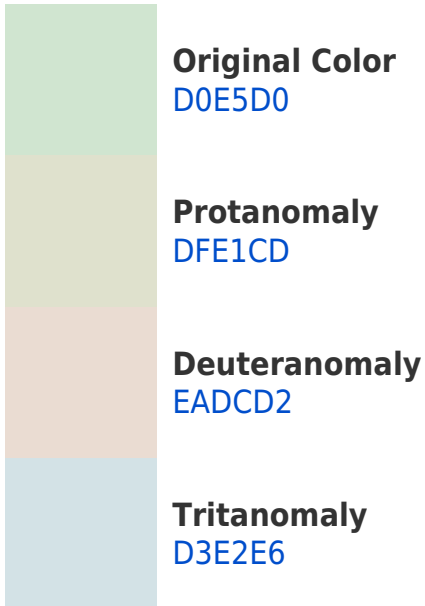 Original Color
D0E5D0
Protanomaly
DFE1CD
Deuteranomaly
EADCD2
Tritanomaly
D3E2E6